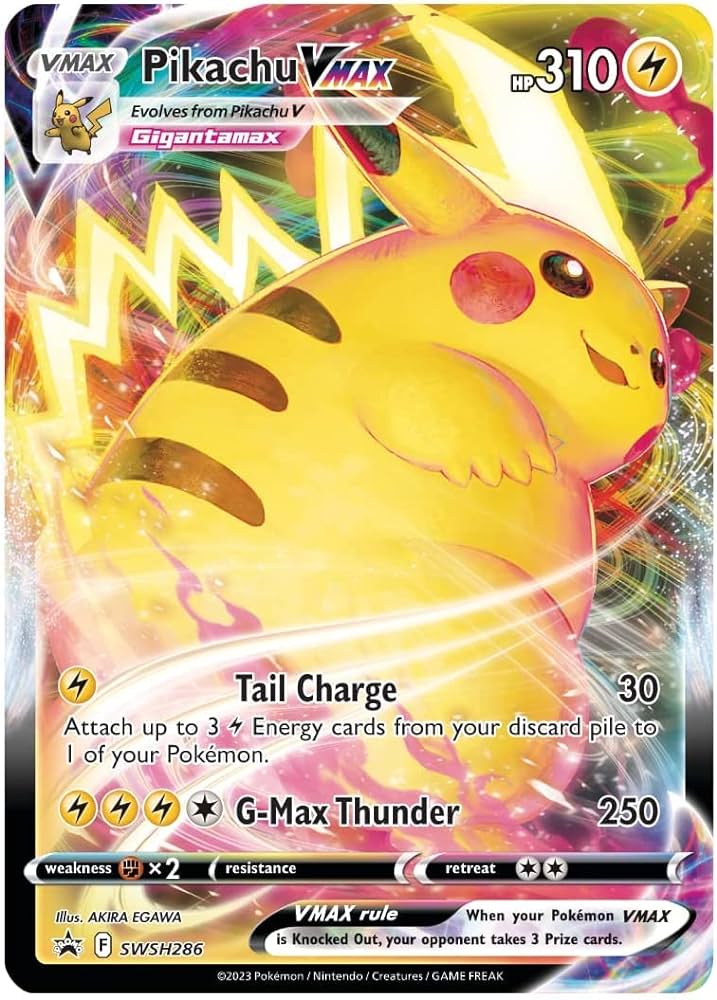 VMAX
Pikachu VMAX
HP 310
Evolves from Pikachu V
Gigantamax
Tail Charge 30
Attach up to 3 Energy cards from your discard pile to
1 of your Pokémon.
G-Max Thunder 250
weakness ×2 resistance retreat
Illus. AKIRA EGAWA
VMAX rule When your Pokémon VMAX
is Knocked Out, your opponent takes 3 Prize cards.
F SWSH286
©2023 Pokémon / Nintendo / Creatures / GAME FREAK